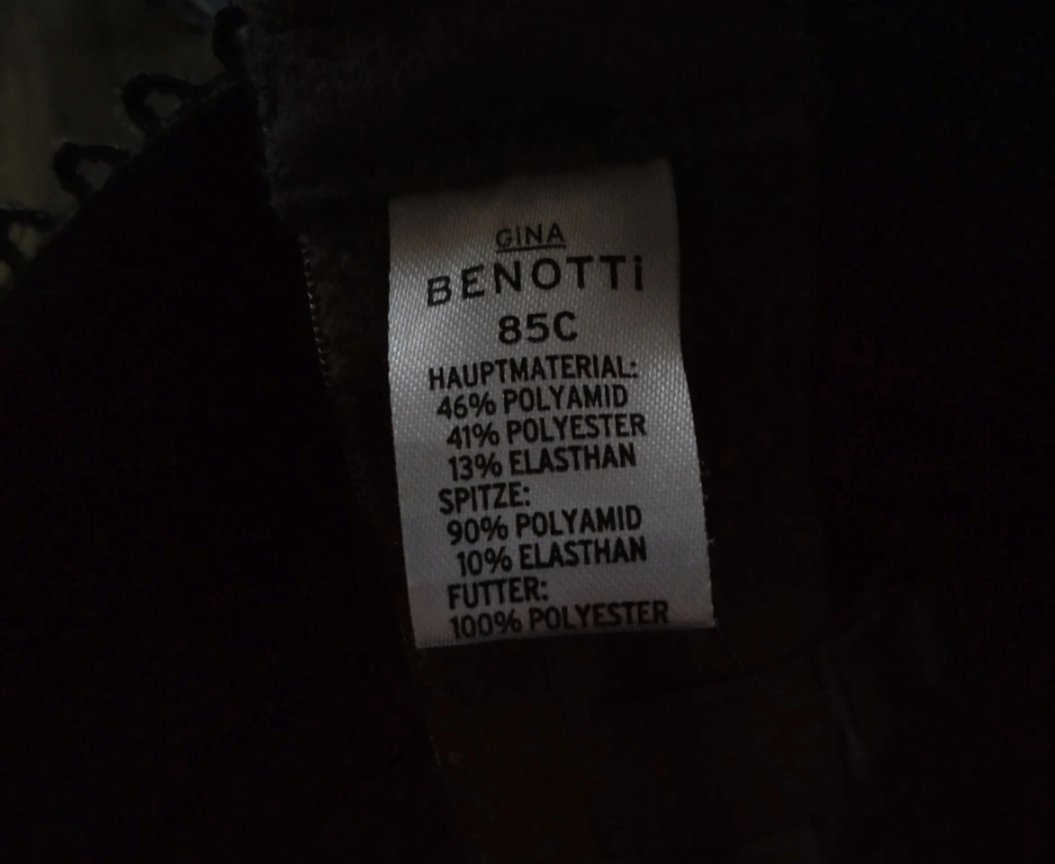 GINA
BENOTTi
85C
HAUPTMATERIAL:
46% POLYAMID
41% POLYESTER
13% ELASTHAN
SPITZE:
90% POLYAMID
10% ELASTHAN
FUTTER:
100% POLYESTER